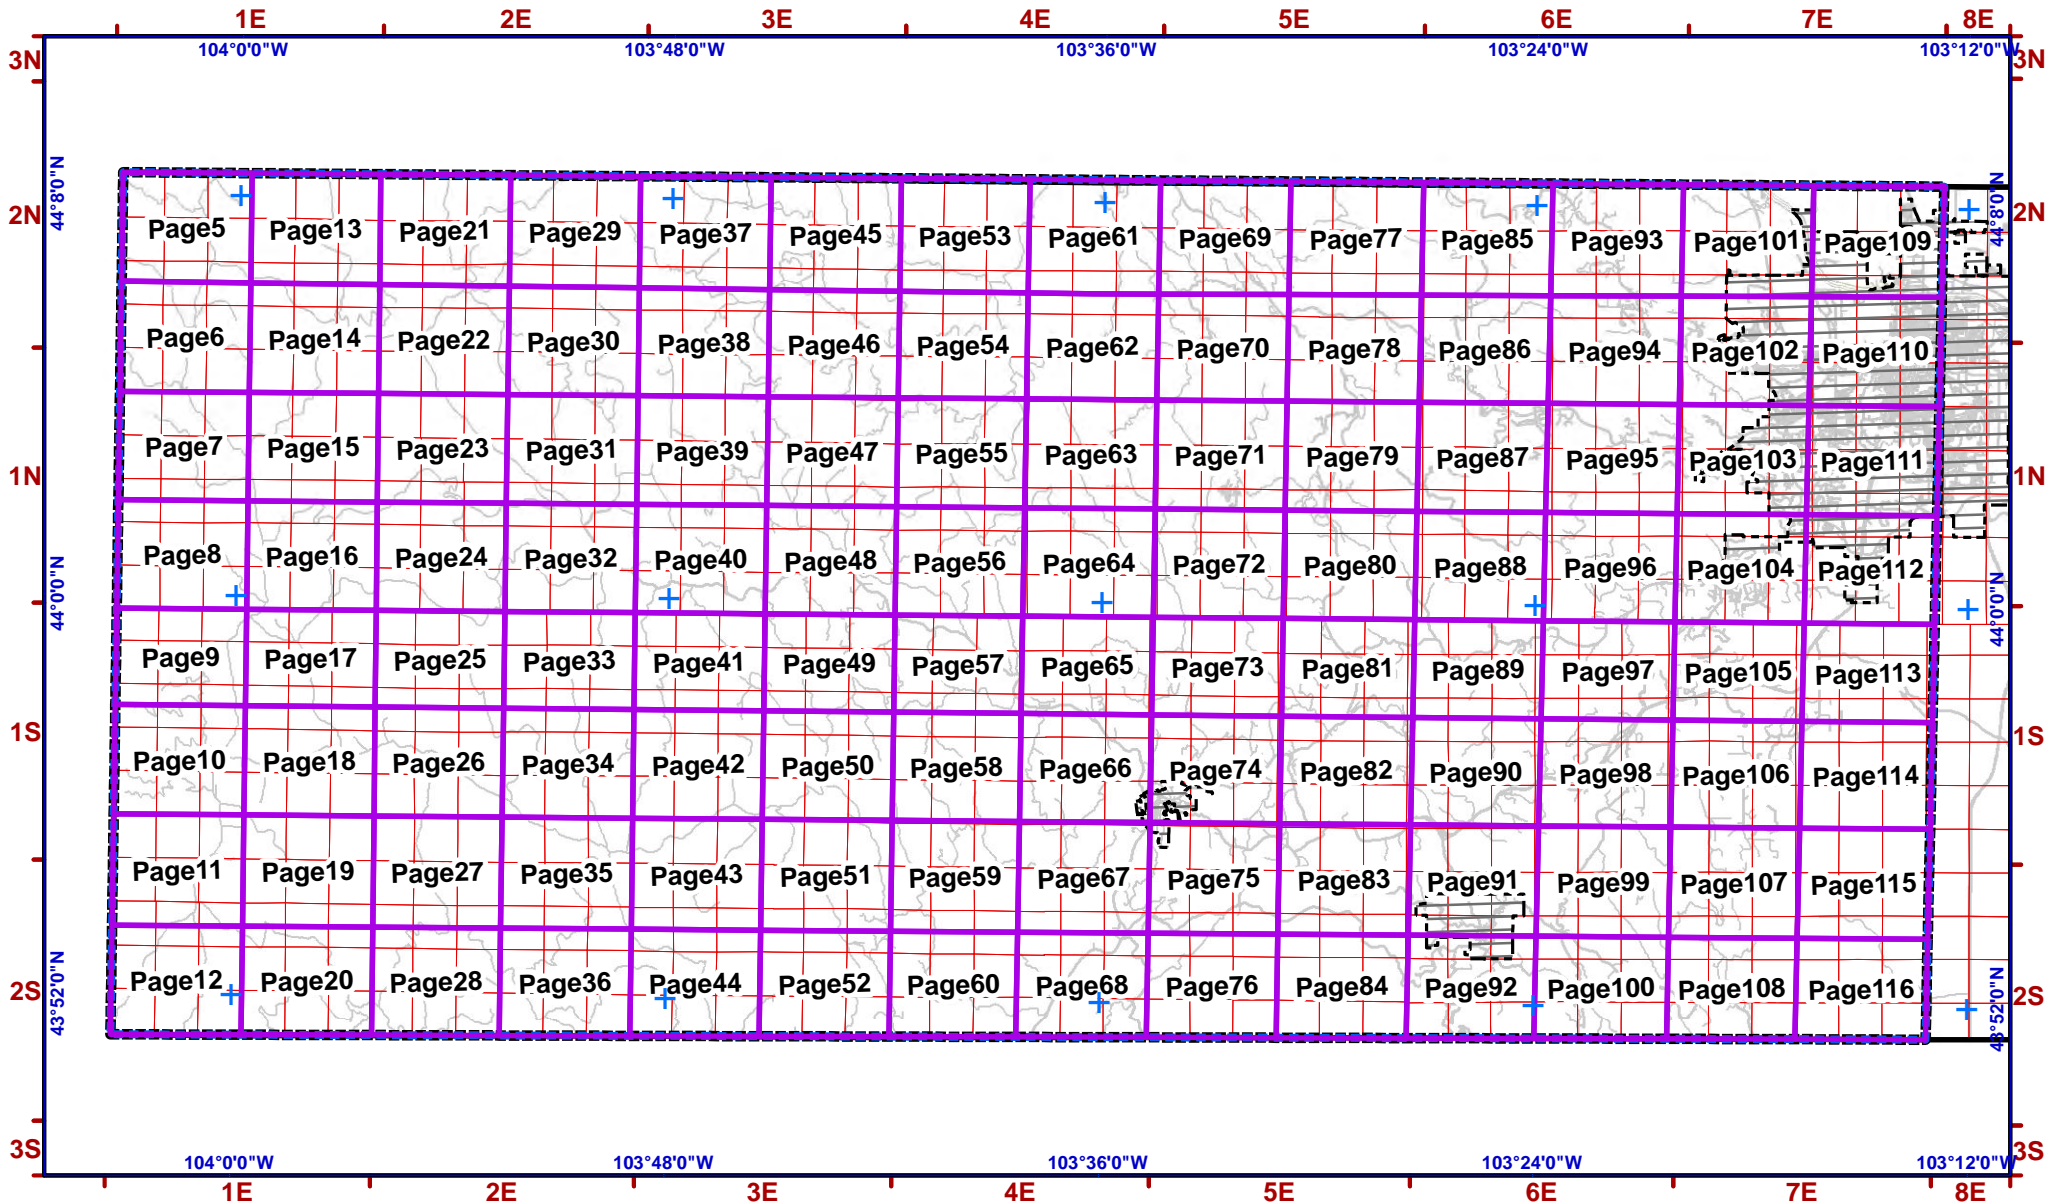 1E 2E 3E 4E 5E 6E 7E 8E
104°0'0"W 103°48'0"W 103°36'0"W 103°24'0"W 103°12'0"W
3N 3N
44°8'0"N 44°8'0"N
2N 2N
Page5 Page13 Page21 Page29 Page37 Page45 Page53 Page61 Page69 Page77 Page85 Page93 Page101 Page109
Page6 Page14 Page22 Page30 Page38 Page46 Page54 Page62 Page70 Page78 Page86 Page94 Page102 Page110
Page7 Page15 Page23 Page31 Page39 Page47 Page55 Page63 Page71 Page79 Page87 Page95 Page103 Page111
1N 1N
Page8 Page16 Page24 Page32 Page40 Page48 Page56 Page64 Page72 Page80 Page88 Page96 Page104 Page112
44°0'0"N 44°0'0"N
Page9 Page17 Page25 Page33 Page41 Page49 Page57 Page65 Page73 Page81 Page89 Page97 Page105 Page113
1S 1S
Page10 Page18 Page26 Page34 Page42 Page50 Page58 Page66 Page74 Page82 Page90 Page98 Page106 Page114
Page11 Page19 Page27 Page35 Page43 Page51 Page59 Page67 Page75 Page83 Page91 Page99 Page107 Page115
43°52'0"N 43°52'0"N
2S 2S
Page12 Page20 Page28 Page36 Page44 Page52 Page60 Page68 Page76 Page84 Page92 Page100 Page108 Page116
3S 3S
104°0'0"W 103°48'0"W 103°36'0"W 103°24'0"W 103°12'0"W
1E 2E 3E 4E 5E 6E 7E 8E